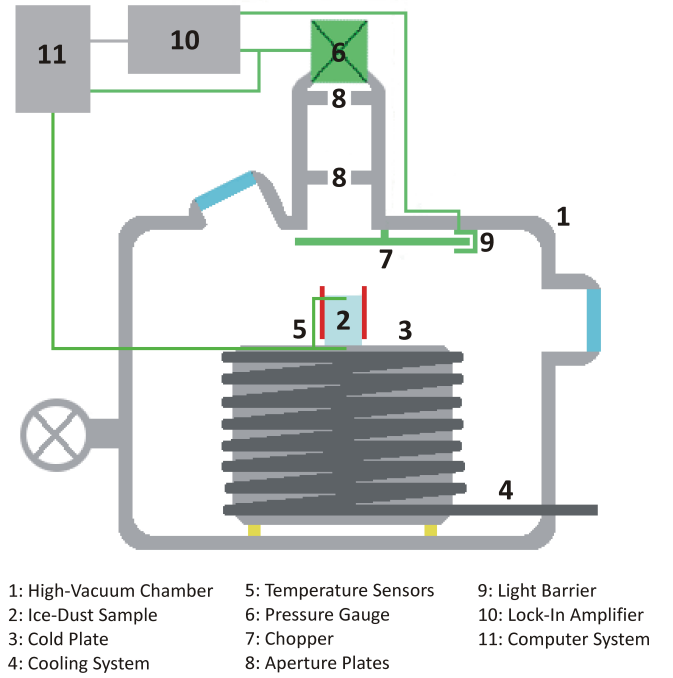 11
10
6
8
8
1
9
7
5
2
3
4
1: High-Vacuum Chamber
2: Ice-Dust Sample
3: Cold Plate
4: Cooling System
5: Temperature Sensors
6: Pressure Gauge
7: Chopper
8: Aperture Plates
9: Light Barrier
10: Lock-In Amplifier
11: Computer System